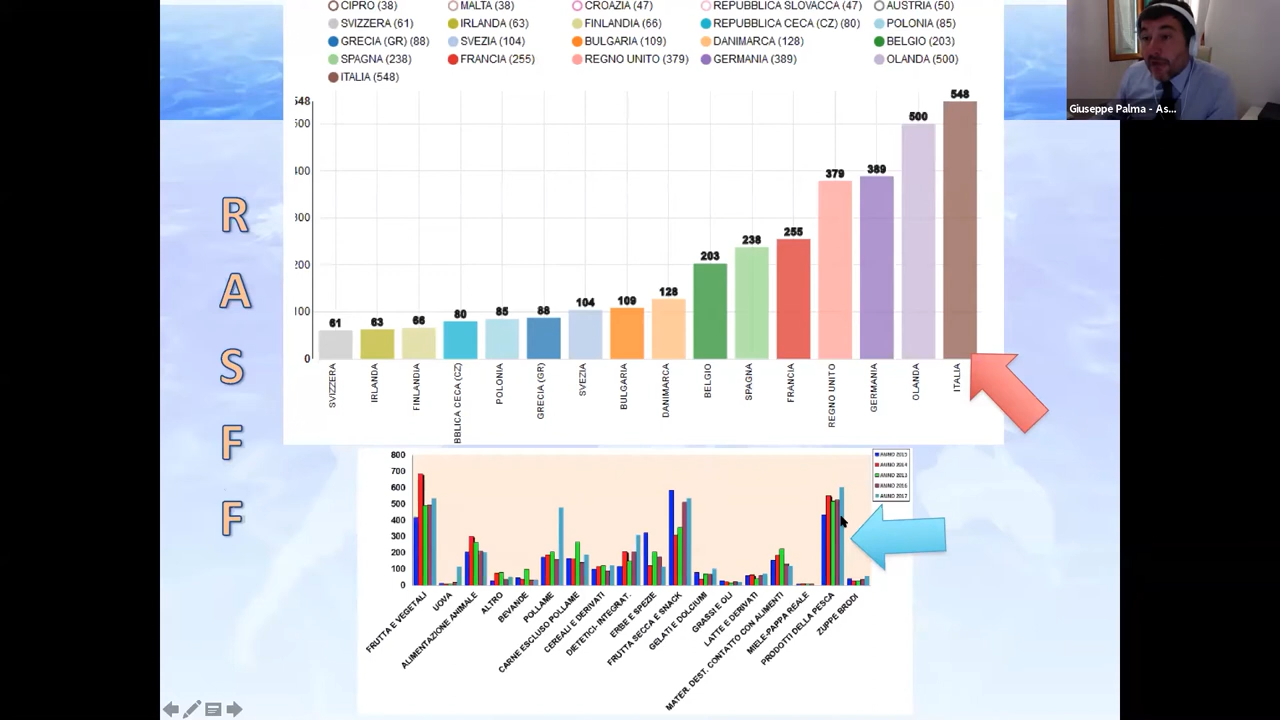 CIPRO (38) MALTA (38) CROAZIA (47) REPUBBLICA SLOVACCA (47) AUSTRIA (50)
SVIZZERA (61) IRLANDA (63) FINLANDIA (66) REPUBBLICA CECA (CZ) (80) POLONIA (85)
GRECIA (GR) (88) SVEZIA (104) BULGARIA (109) DANIMARCA (128) BELGIO (203)
SPAGNA (238) FRANCIA (255) REGNO UNITO (379) GERMANIA (389) OLANDA (500)
ITALIA (548)
Giuseppe Palma - As...
R
A
S
F
F
548
500
400
300
200
100
0
61 63 66 80 85 88 104 109 128 203 238 255 379 389 500 548
SVIZZERA
IRLANDA
FINLANDIA
BBLICA CECA (CZ)
POLONIA
GRECIA (GR)
SVEZIA
BULGARIA
DANIMARCA
BELGIO
SPAGNA
FRANCIA
REGNO UNITO
GERMANIA
OLANDA
ITALIA
800
700
600
500
400
300
200
100
0
ANNO 2014
ANNO 2016
ANNO 2017
FRUTTA E VEGETALI
UOVA
ALIMENTAZIONE ANIMALE
ALTRO
BEVANDE
POLLAME
CARNE ESCLUSO POLLAME
CEREALI E DERIVATI
DIETETICI- INTEGRAT.
ERBE E SPEZIE
FRUTTA SECCA E SNACK
GELATI E DOLCIUMI
GRASSI E OLI
LATTE E DERIVATI
MATER. DEST. CONTATTO CON ALIMENTI
MIELE-PAPPA REALE
PRODOTTI DELLA PESCA
ZUPPE BRODI